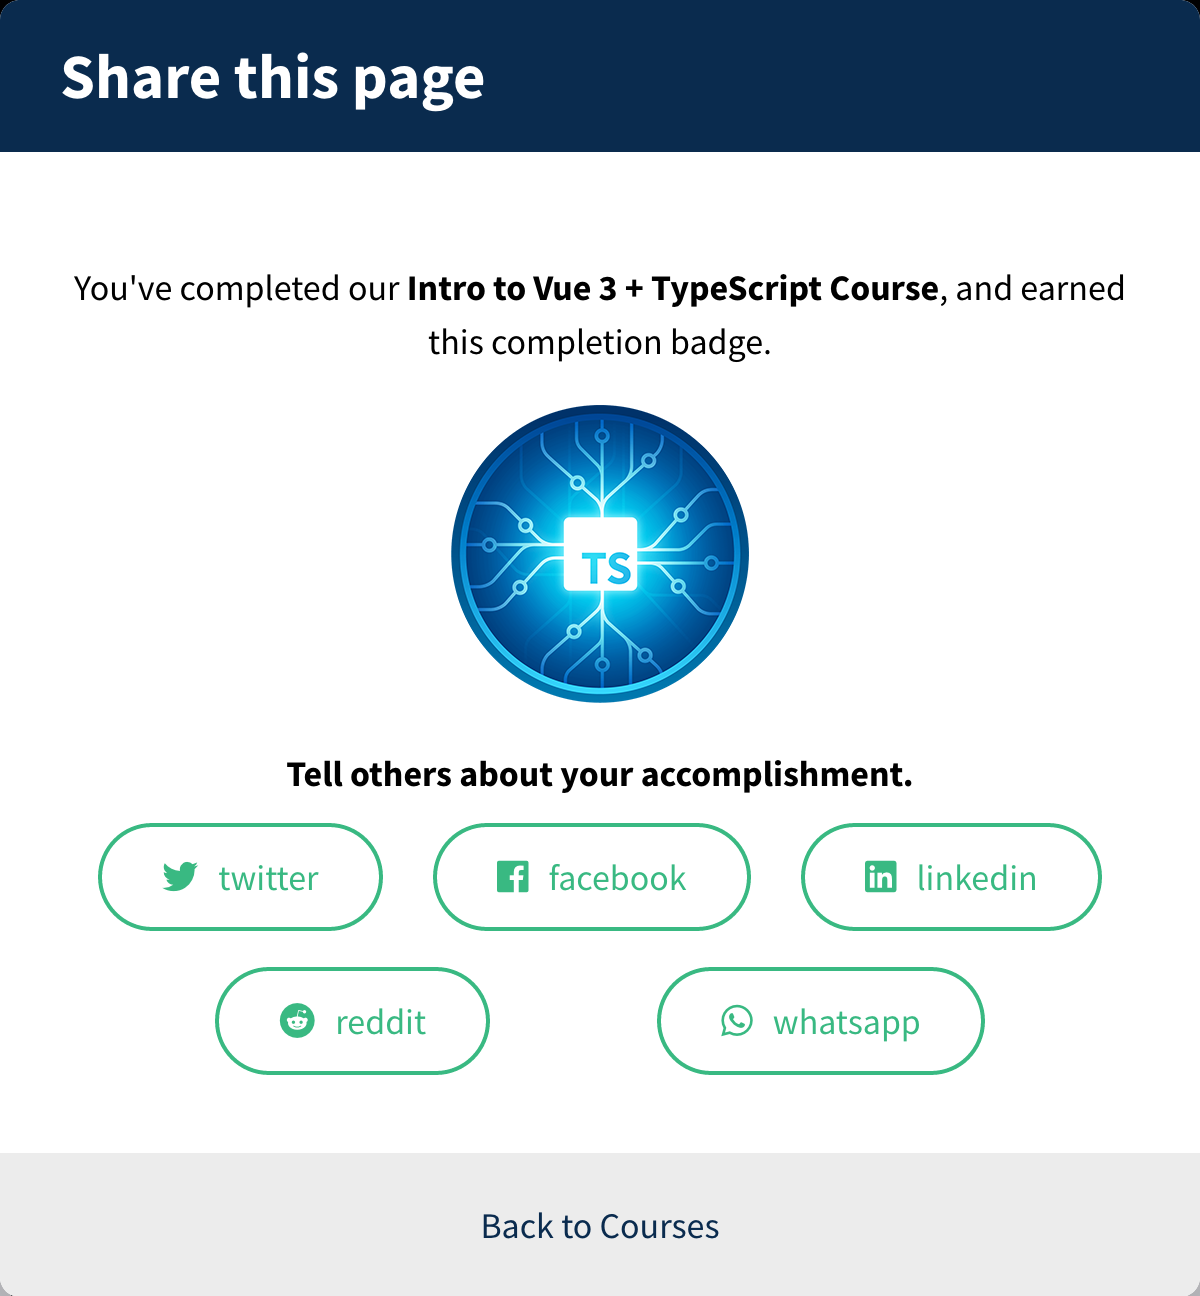 Share this page
You've completed our Intro to Vue 3 + TypeScript Course, and earned
this completion badge.
TS
Tell others about your accomplishment.
twitter
facebook
linkedin
reddit
whatsapp
Back to Courses